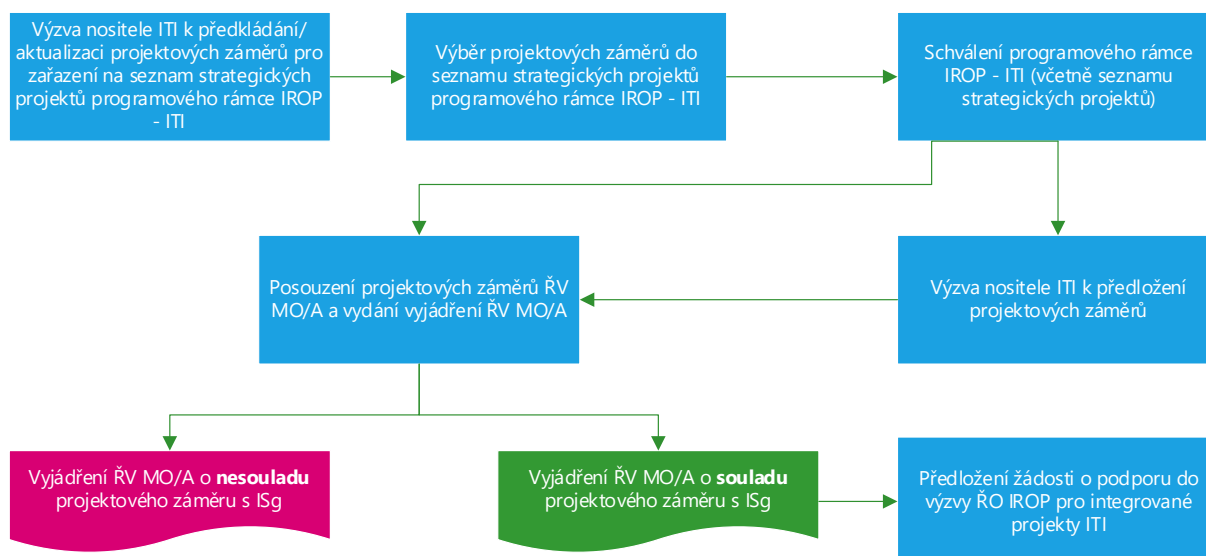 Výzva nositele ITI k předkládání/
aktualizaci projektových záměrů pro
zařazení na seznam strategických
projektů programového rámce IROP
- ITI
Výběr projektových záměrů do
seznamu strategických projektů
programového rámce IROP - ITI
Schválení programového rámce
IROP - ITI (včetně seznamu
strategických projektů)
Posouzení projektových záměrů ŘV
MO/A a vydání vyjádření ŘV MO/A
Výzva nositele ITI k předložení
projektových záměrů
Vyjádření ŘV MO/A o nesouladu
projektového záměru s ISg
Vyjádření ŘV MO/A o souladu
projektového záměru s ISg
Předložení žádosti o podporu do
výzvy ŘO IROP pro integrované
projekty ITI